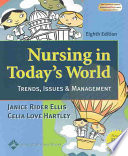 Eighth Edition
Nursing in
Today's World
TRENDS, ISSUES &
MANAGEMENT
JANICE RIDER ELLIS
CELIA LOVE HARTLEY